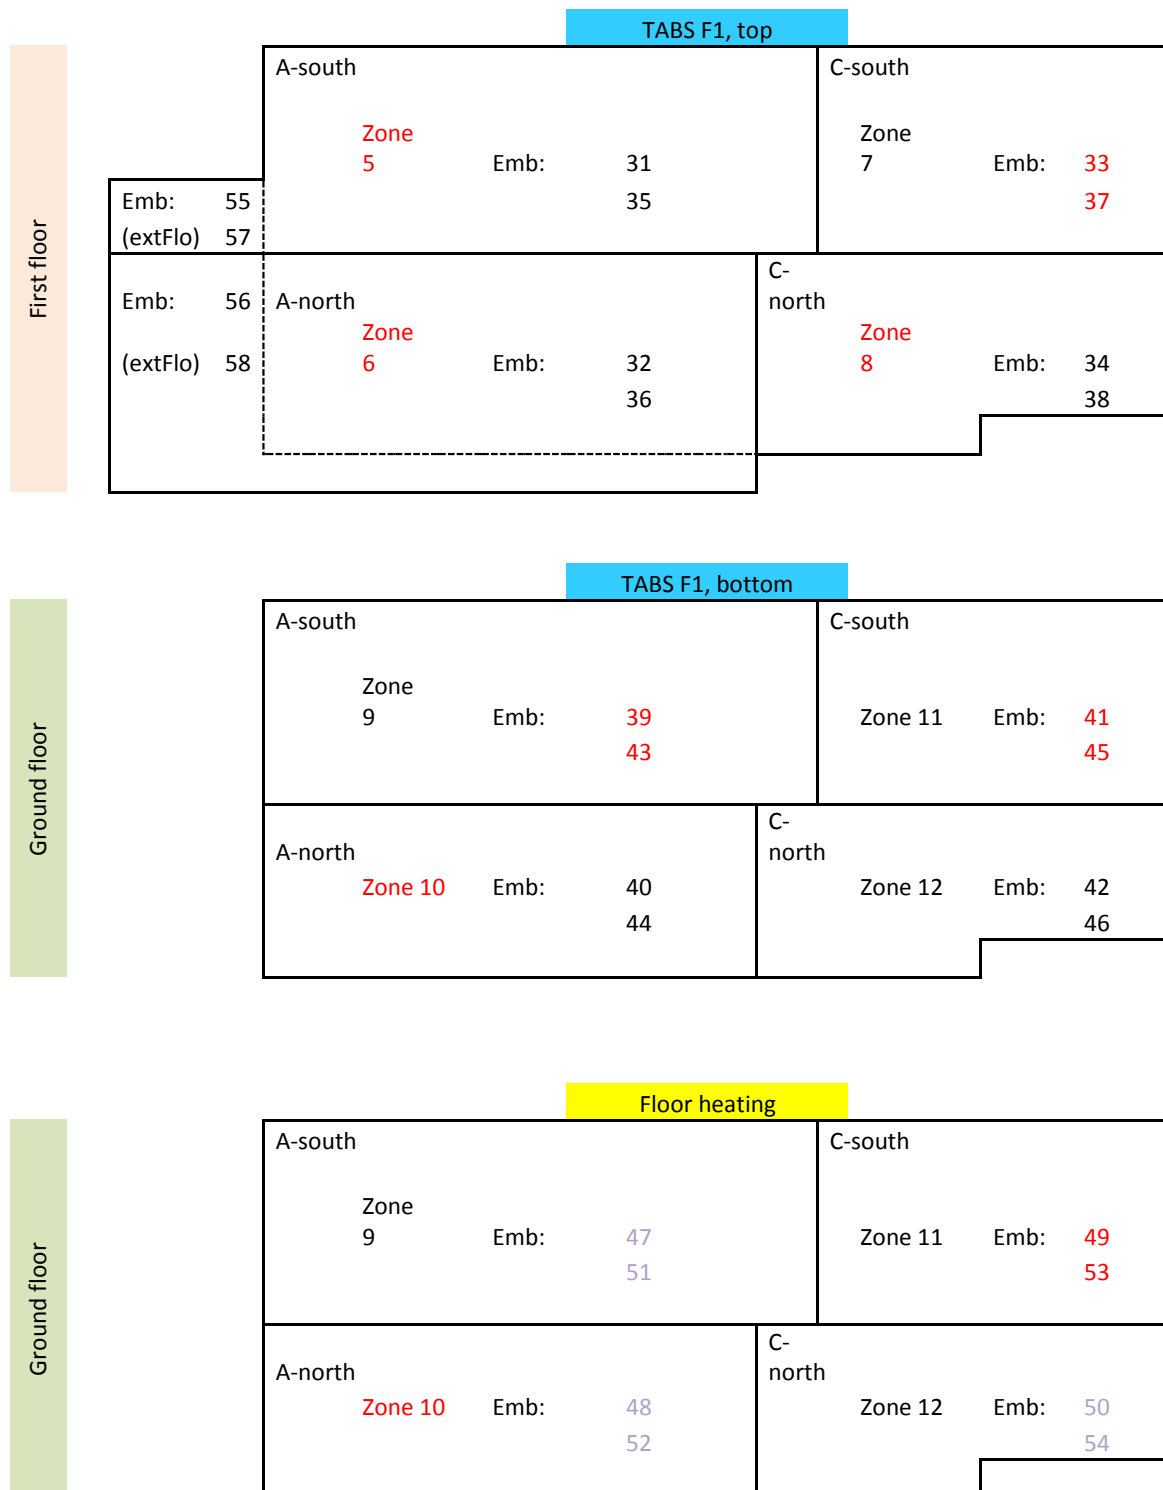 TABS F1, top
First floor
A-south
C-south
Zone
5 Emb: 31
35
Zone
7 Emb: 33
37
Emb: 55
(extFlo) 57
Emb: 56
(extFlo) 58
A-north
Zone
6 Emb: 32
36
C-
north
Zone
8 Emb: 34
38
TABS F1, bottom
Ground floor
A-south
C-south
Zone
9 Emb: 39
43
Zone 11 Emb: 41
45
A-north
Zone 10 Emb: 40
44
C-
north
Zone 12 Emb: 42
46
Floor heating
Ground floor
A-south
C-south
Zone
9 Emb: 47
51
Zone 11 Emb: 49
53
A-north
Zone 10 Emb: 48
52
C-
north
Zone 12 Emb: 50
54